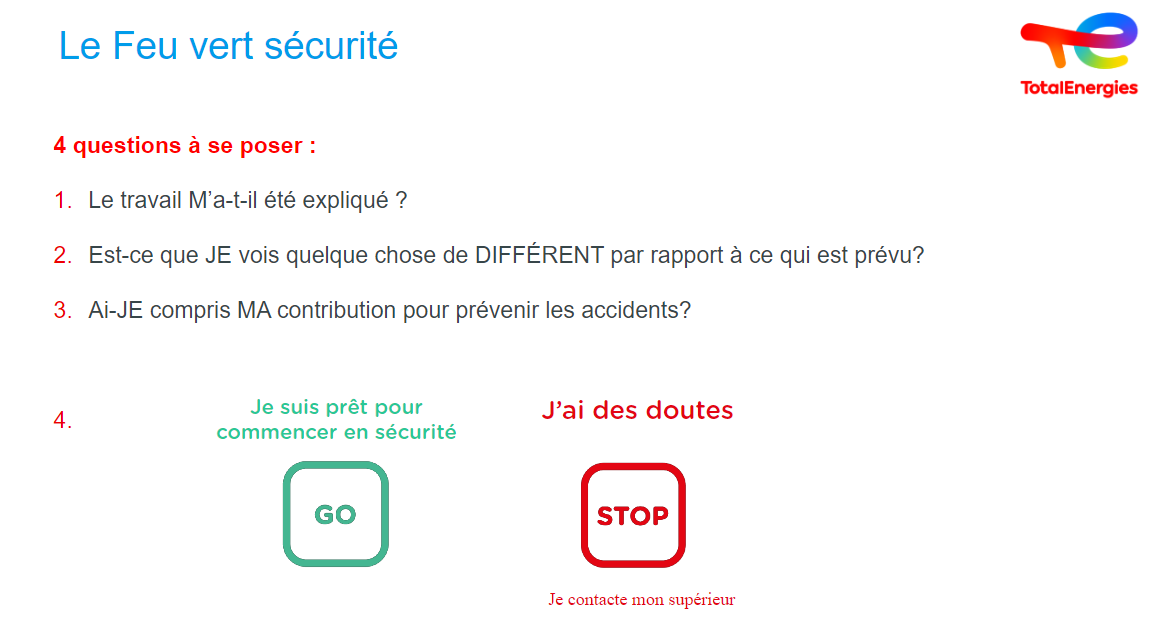 Le Feu vert sécurité
TotalEnergies
4 questions à se poser :
1. Le travail M’a-t-il été expliqué ?
2. Est-ce que JE vois quelque chose de DIFFÉRENT par rapport à ce qui est prévu?
3. Ai-JE compris MA contribution pour prévenir les accidents?
4.
Je suis prêt pour
commencer en sécurité
GO
J’ai des doutes
STOP
Je contacte mon supérieur